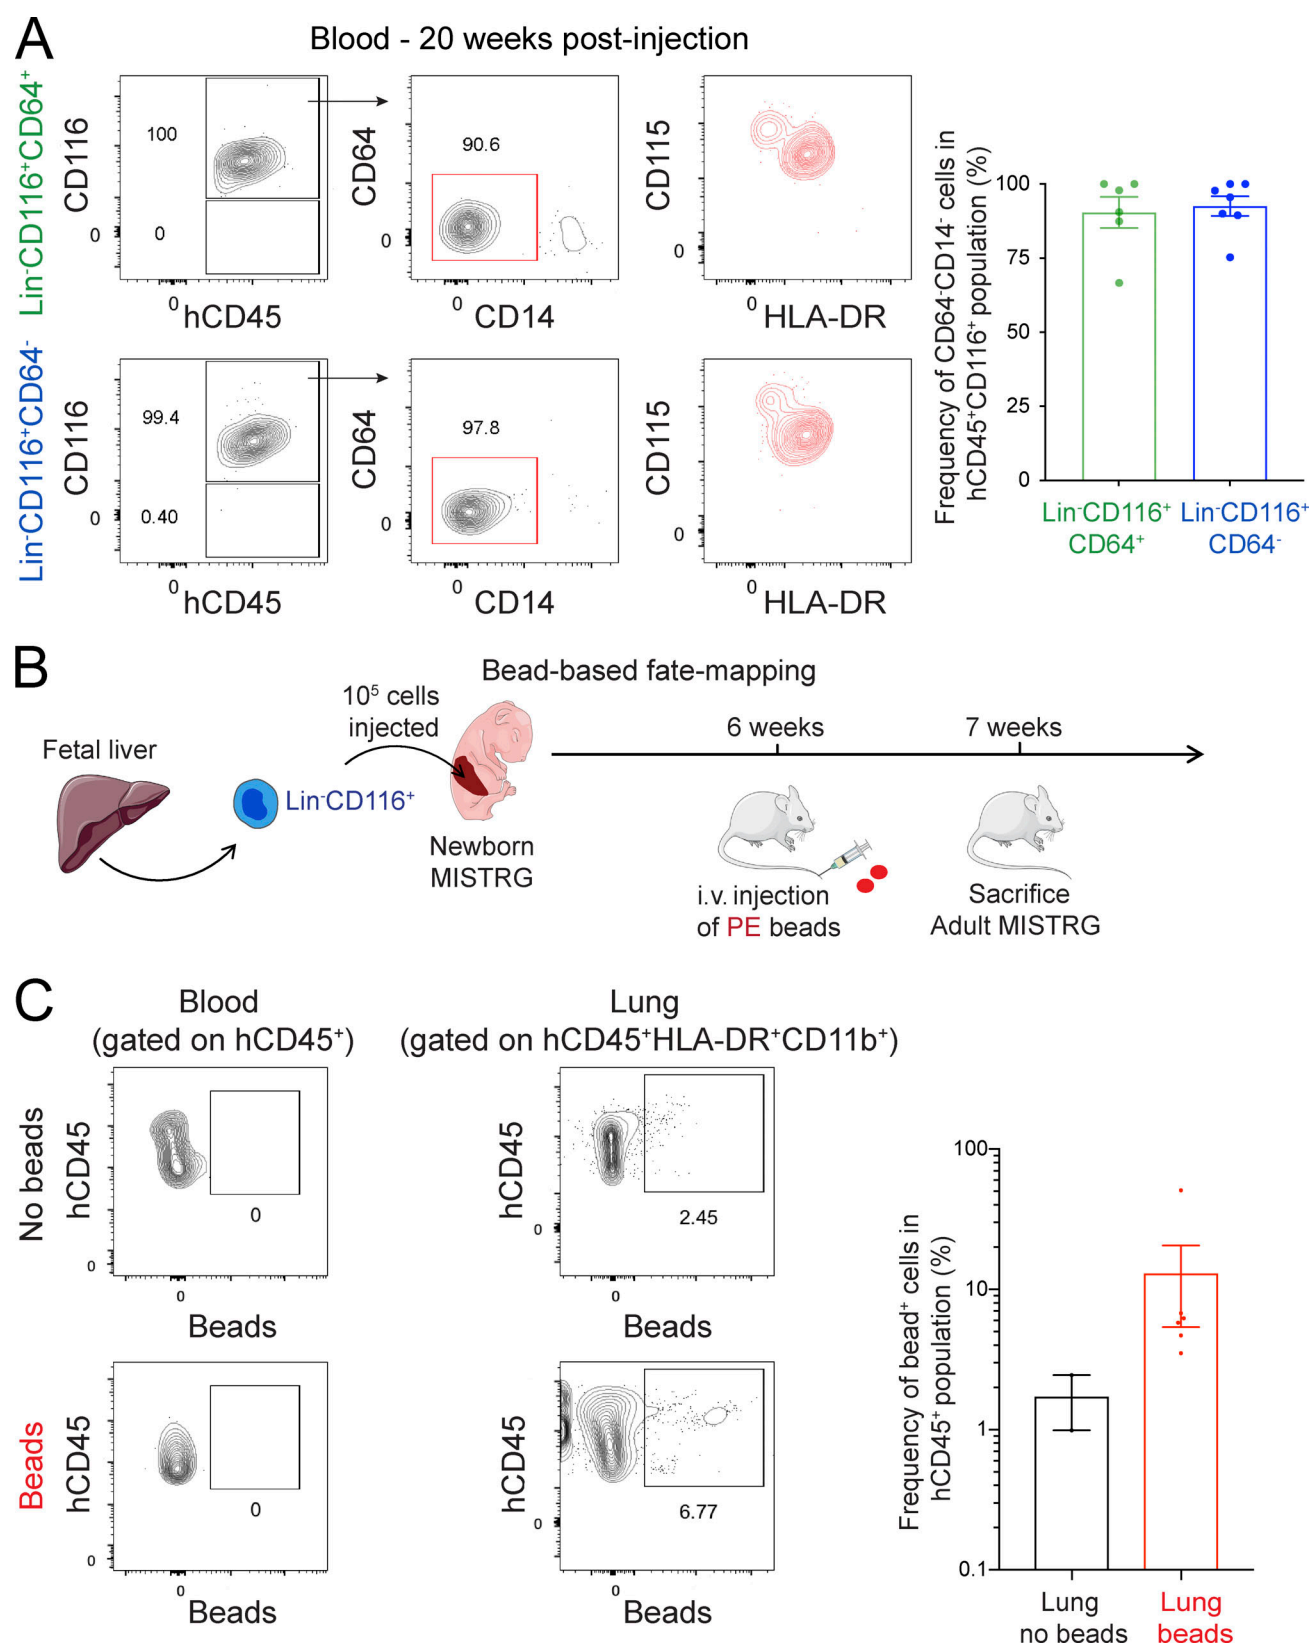 A
Blood - 20 weeks post-injection
Lin-CD116+CD64+
CD116
100
0
0
0
hCD45
CD64
90.6
0
0
CD14
CD115
0
0
HLA-DR
Lin-CD116+CD64-
CD116
99.4
0
0.40
0
hCD45
CD64
97.8
0
0
CD14
CD115
0
0
HLA-DR
Frequency of CD64-CD14- cells in
hCD45+CD116+ population (%)
100
75
50
25
0
Lin-CD116+
CD64+
Lin-CD116+
CD64-
B
Bead-based fate-mapping
Fetal liver
Lin-CD116+
10⁵ cells
injected
Newborn
MISTRG
6 weeks
7 weeks
i.v. injection
of PE beads
Sacrifice
Adult MISTRG
C
Blood
(gated on hCD45+)
Lung
(gated on hCD45+HLA-DR+CD11b+)
No beads
hCD45
0
0
0
Beads
hCD45
0
2.45
0
Beads
Beads
hCD45
0
0
0
Beads
hCD45
0
6.77
0
Beads
Frequency of bead+ cells in
hCD45+ population (%)
100
10
1
0.1
Lung
no beads
Lung
beads